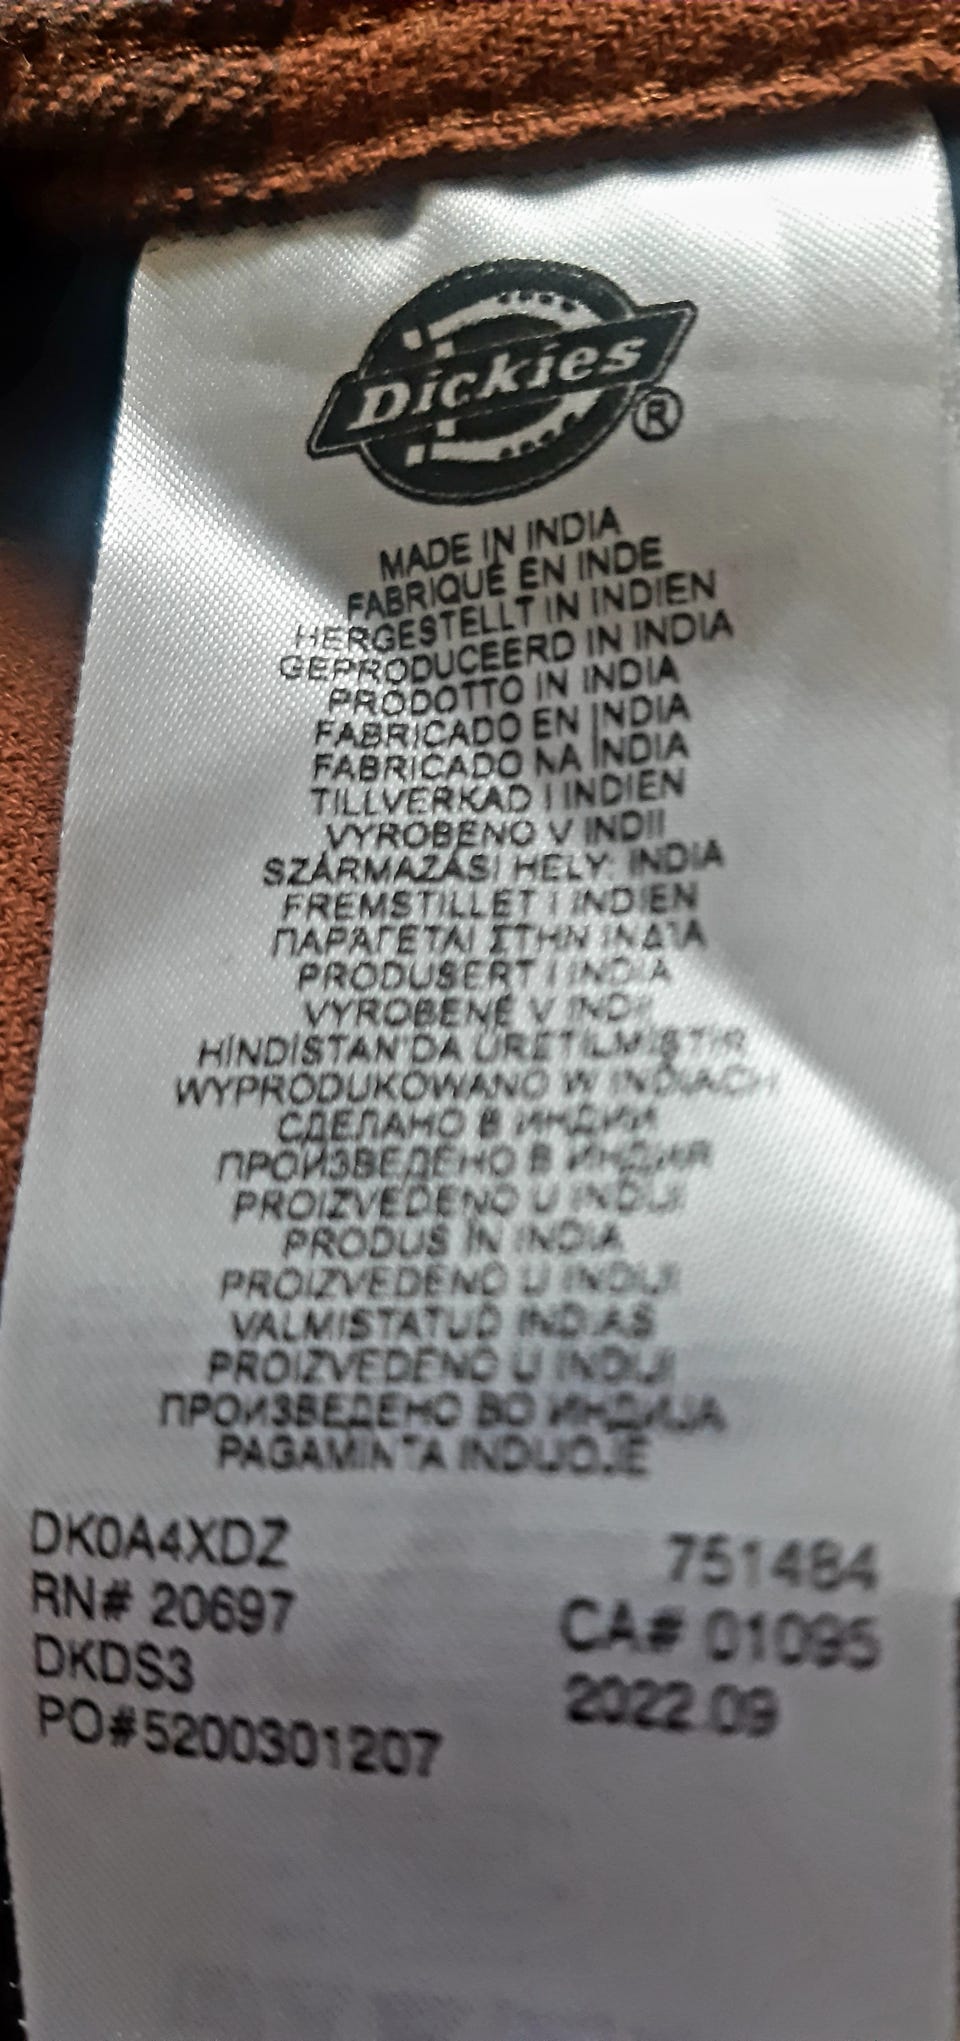 Dickies®
MADE IN INDIA
FABRIQUÉ EN INDE
HERGESTELLT IN INDIEN
GEPRODUCEERD IN INDIA
PRODOTTO IN INDIA
FABRICADO EN INDIA
FABRICADO NA ÍNDIA
TILLVERKAD I INDIEN
VYROBENO V INDII
SZÁRMAZÁSI HELY: INDIA
FREMSTILLET I INDIEN
ΠΑΡΑΓΕΤΑΙ ΣΤΗΝ ΙΝΔΊΑ
PRODUSERT I INDIA
VYROBENÉ V INDII
HİNDİSTAN'DA ÜRETİLMİŞTİR
WYPRODUKOWANO W INDIACH
СДЕЛАНО В ИНДИИ
ПРОИЗВЕДЕНО В ИНДИЯ
PROIZVEDENO U INDIJI
PRODUS ÎN INDIA
PROIZVEDENO U INDIJI
VALMISTATUD INDIAS
PROIZVEDENO U INDIJI
ПРОИЗВЕДЕНО ВО ИНДИЈА
PAGAMINTA INDIJOJE
DK0A4XDZ 751484
RN# 20697 CA# 01095
DKDS3 2022.09
PO#5200301207